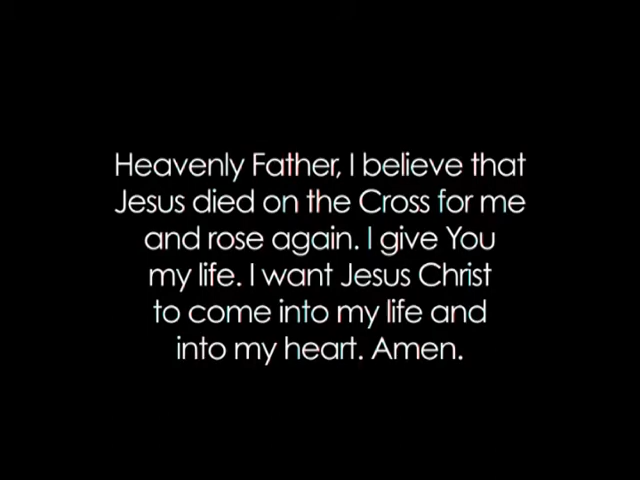 Heavenly Father, I believe that
Jesus died on the Cross for me
and rose again. I give You
my life. I want Jesus Christ
to come into my life and
into my heart. Amen.